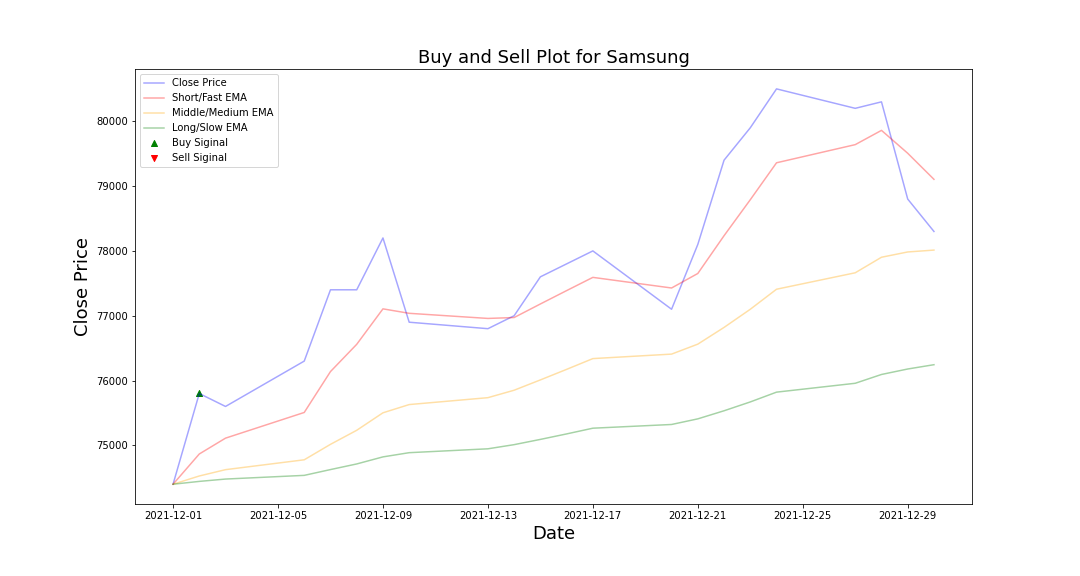 Buy and Sell Plot for Samsung
Close Price
Short/Fast EMA
Middle/Medium EMA
Long/Slow EMA
Buy Siginal
Sell Siginal
80000
79000
78000
77000
76000
75000
Close Price
2021-12-01 2021-12-05 2021-12-09 2021-12-13 2021-12-17 2021-12-21 2021-12-25 2021-12-29
Date